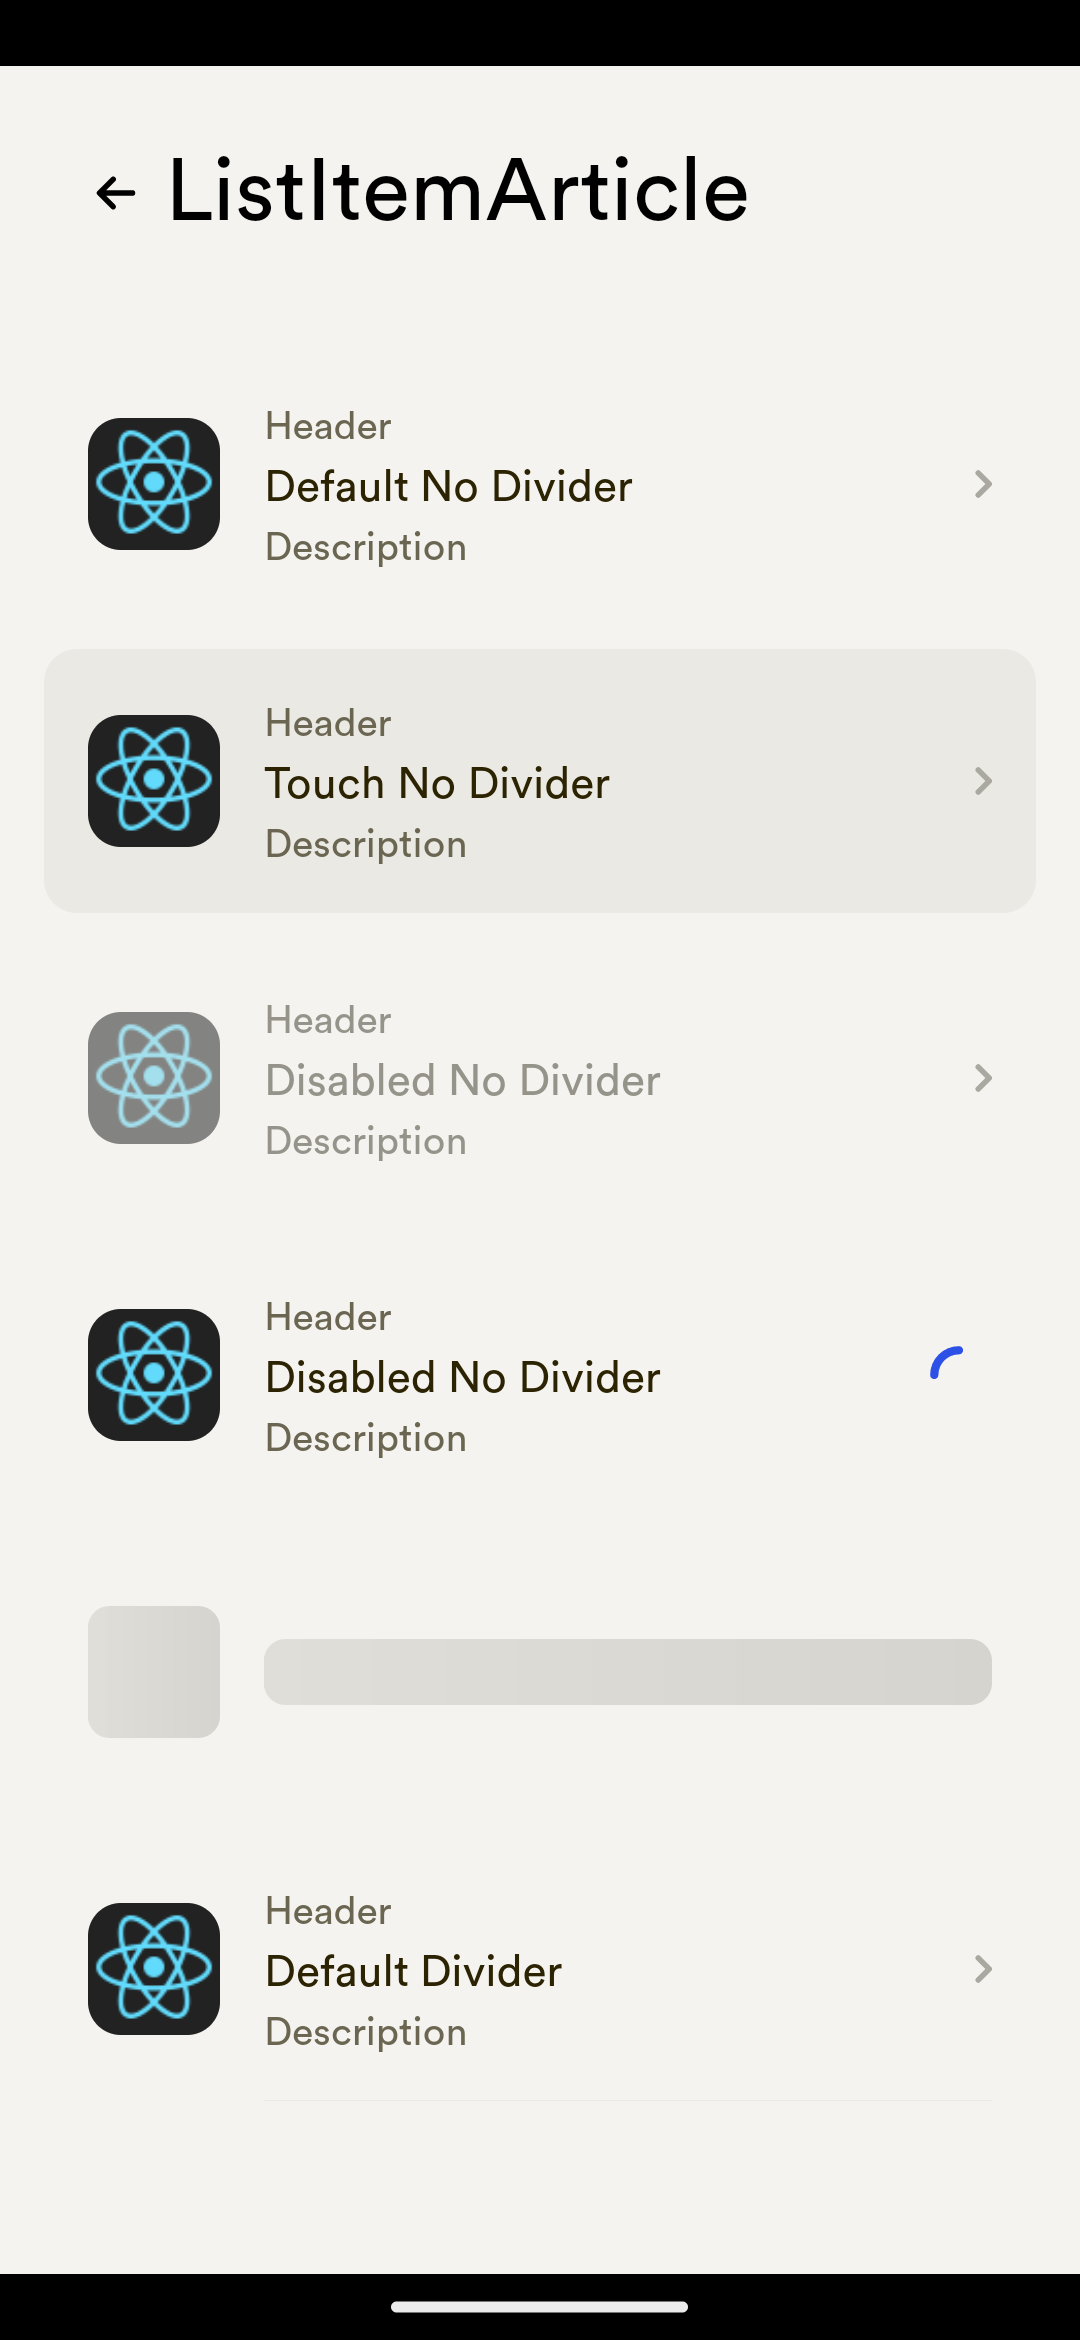 ListItemArticle
Header
Default No Divider
Description
Header
Touch No Divider
Description
Header
Disabled No Divider
Description
Header
Disabled No Divider
Description
Header
Default Divider
Description